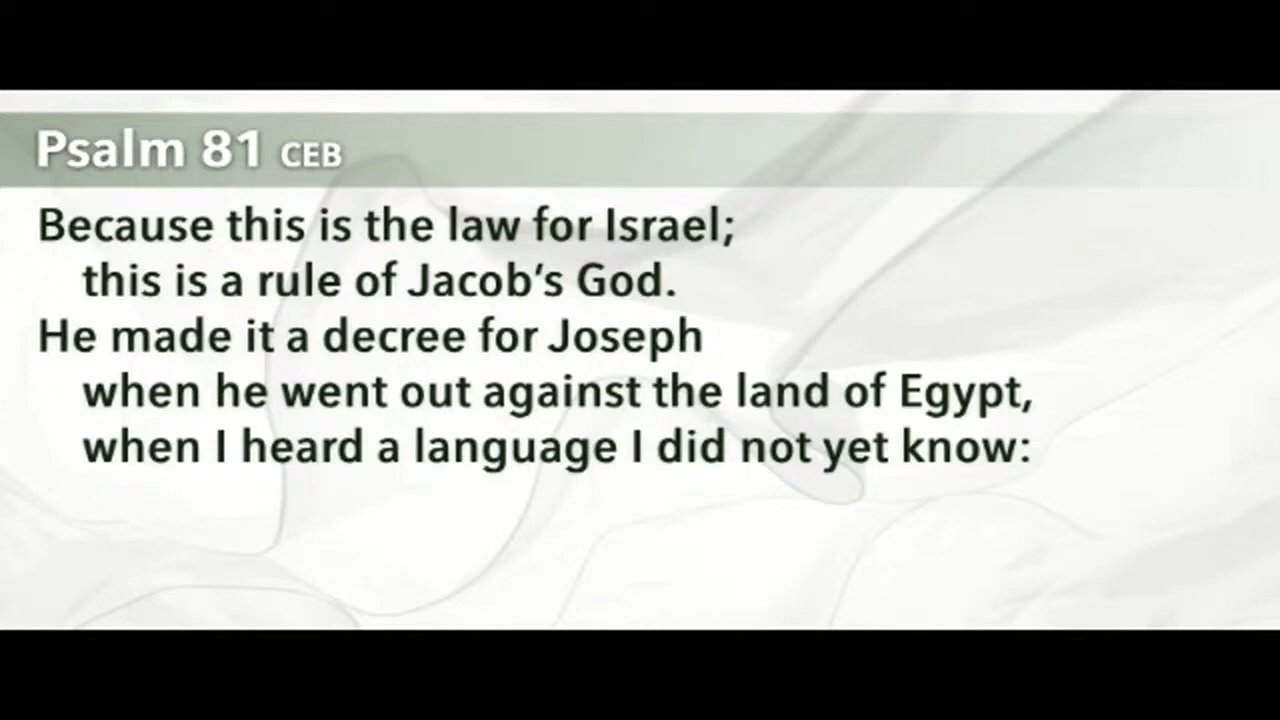 Psalm 81 CEB
Because this is the law for Israel;
this is a rule of Jacob's God.
He made it a decree for Joseph
when he went out against the land of Egypt,
when I heard a language I did not yet know: